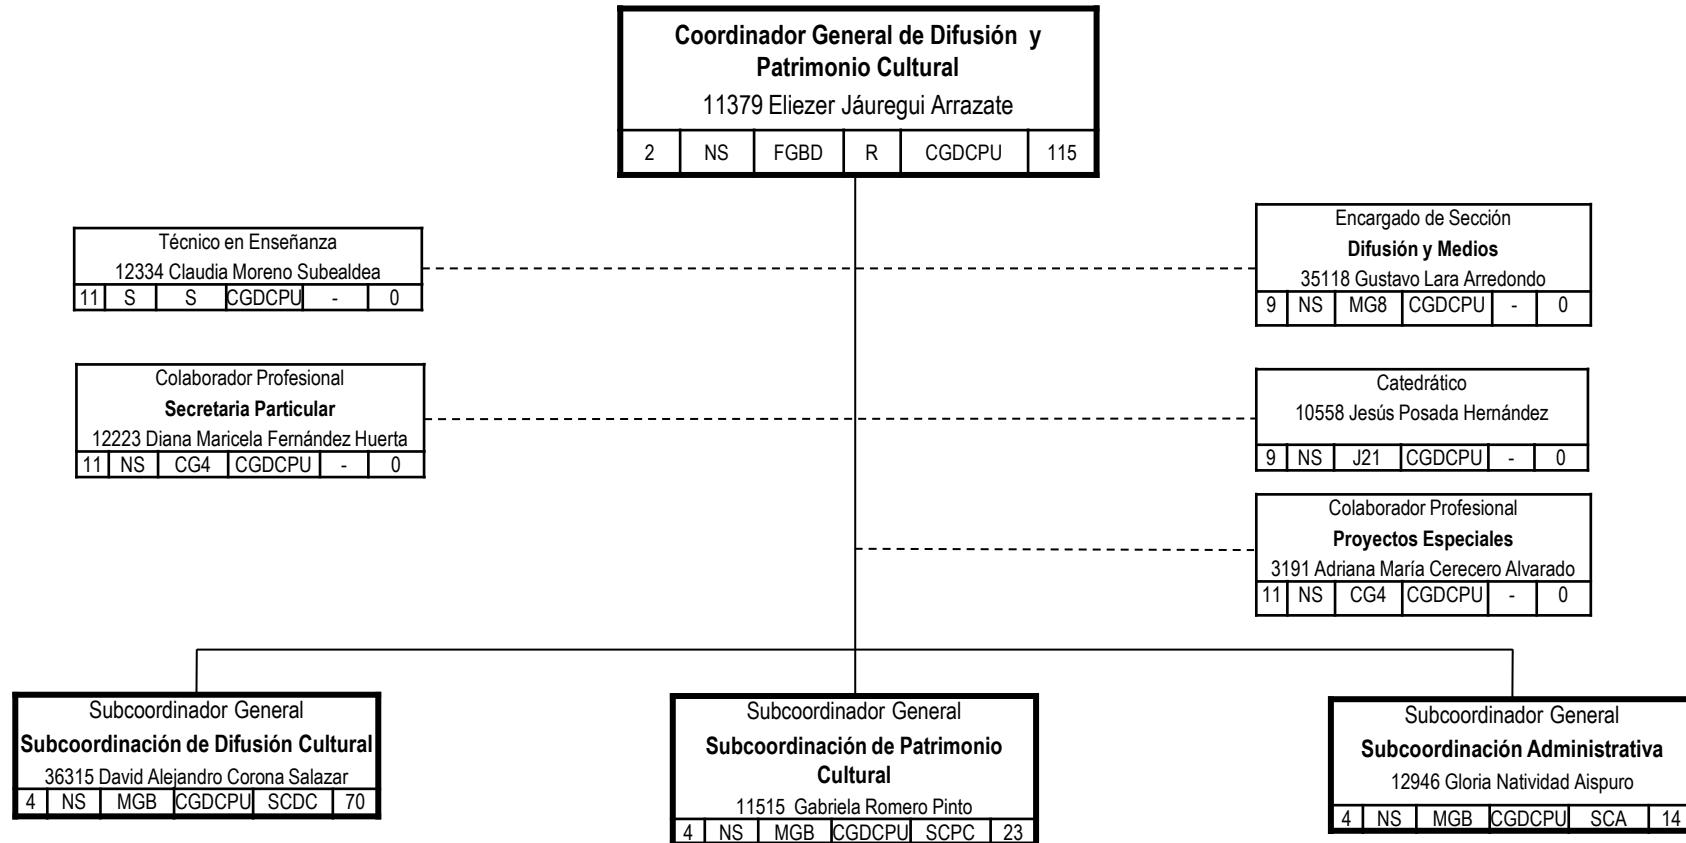 Coordinador General de Difusión y
Patrimonio Cultural
11379 Eliezer Jáuregui Arrazate
2 NS FGBD R CGDCPU 115
Técnico en Enseñanza
12334 Claudia Moreno Subealdea
11 S S CGDCPU - 0
Encargado de Sección
Difusión y Medios
35118 Gustavo Lara Arredondo
9 NS MG8 CGDCPU - 0
Colaborador Profesional
Secretaria Particular
12223 Diana Maricela Fernández Huerta
11 NS CG4 CGDCPU - 0
Catedrático
10558 Jesús Posada Hernández
9 NS J21 CGDCPU - 0
Colaborador Profesional
Proyectos Especiales
3191 Adriana María Cerecero Alvarado
11 NS CG4 CGDCPU - 0
Subcoordinador General
Subcoordinación de Difusión Cultural
36315 David Alejandro Corona Salazar
4 NS MGB CGDCPU SCDC 70
Subcoordinador General
Subcoordinación de Patrimonio
Cultural
11515 Gabriela Romero Pinto
4 NS MGB CGDCPU SCPC 23
Subcoordinador General
Subcoordinación Administrativa
12946 Gloria Natividad Aispuro
4 NS MGB CGDCPU SCA 14